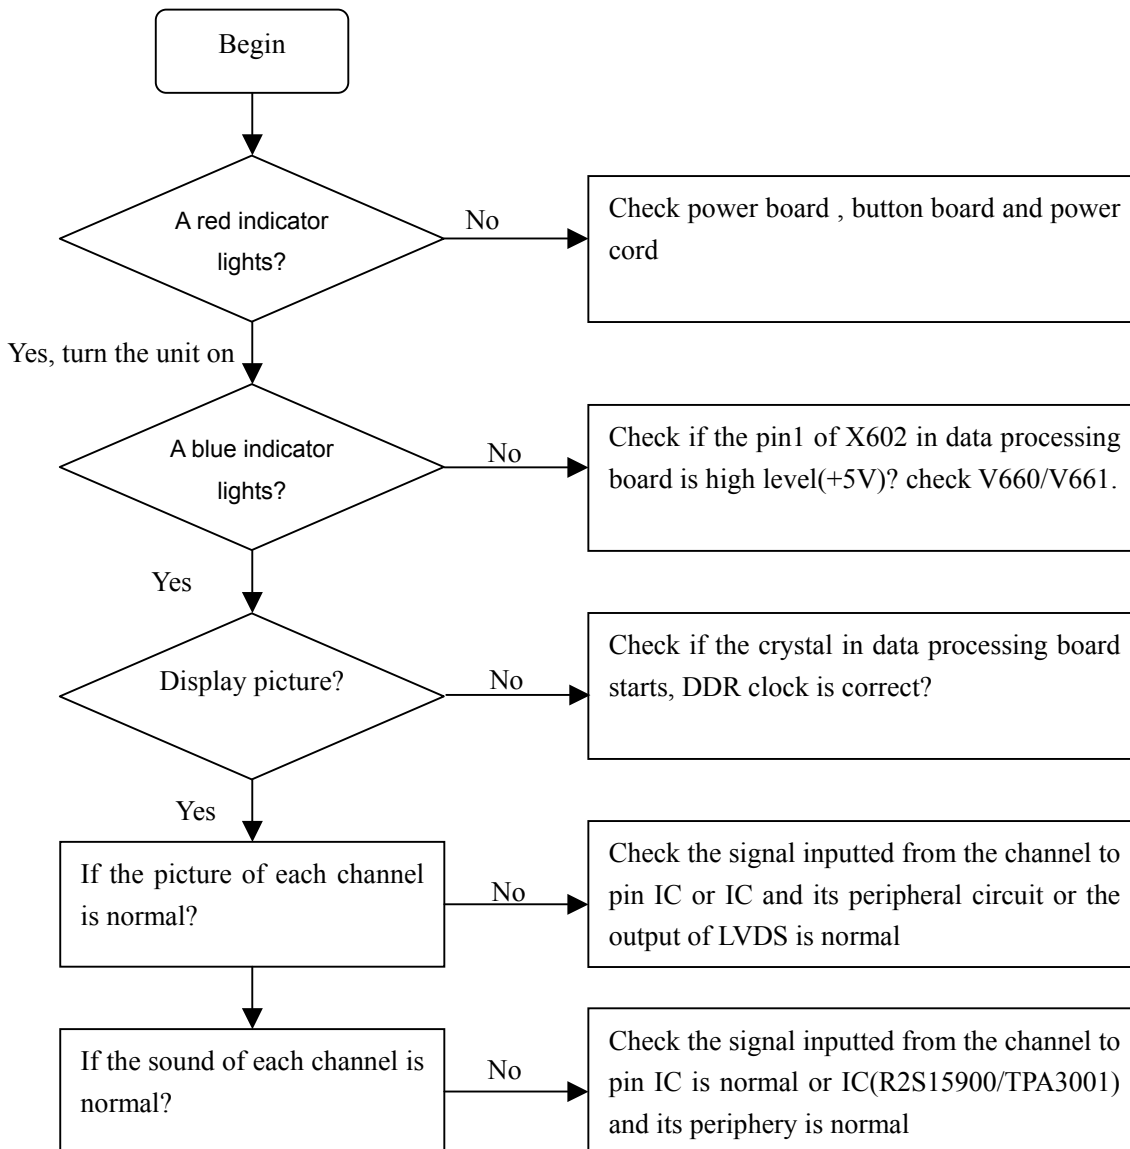 Begin
A red indicator
lights?
No
Check power board , button board and power
cord
Yes, turn the unit on
A blue indicator
lights?
No
Check if the pin1 of X602 in data processing
board is high level(+5V)? check V660/V661.
Yes
Display picture?
No
Check if the crystal in data processing board
starts, DDR clock is correct?
Yes
If the picture of each channel
is normal?
No
Check the signal inputted from the channel to
pin IC or IC and its peripheral circuit or the
output of LVDS is normal
If the sound of each channel is
normal?
No
Check the signal inputted from the channel to
pin IC is normal or IC(R2S15900/TPA3001)
and its periphery is normal